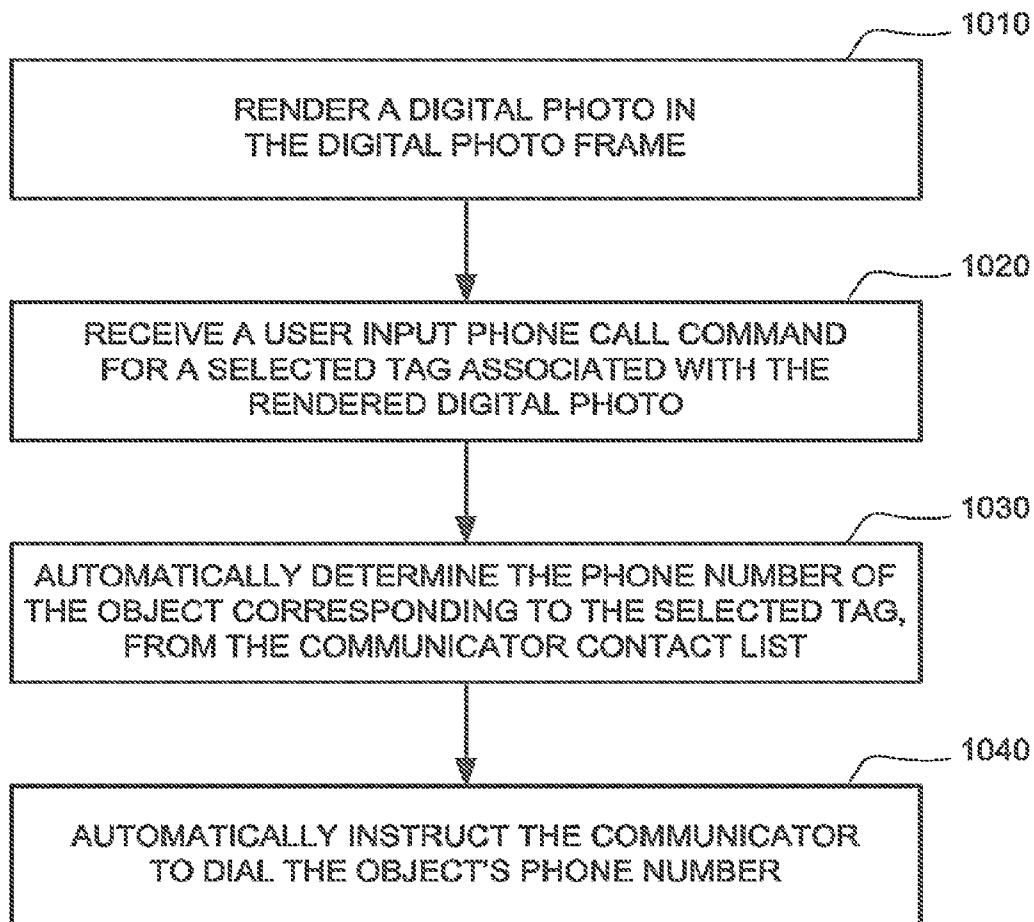 1010
RENDER A DIGITAL PHOTO IN
THE DIGITAL PHOTO FRAME
1020
RECEIVE A USER INPUT PHONE CALL COMMAND
FOR A SELECTED TAG ASSOCIATED WITH THE
RENDERED DIGITAL PHOTO
1030
AUTOMATICALLY DETERMINE THE PHONE NUMBER OF
THE OBJECT CORRESPONDING TO THE SELECTED TAG,
FROM THE COMMUNICATOR CONTACT LIST
1040
AUTOMATICALLY INSTRUCT THE COMMUNICATOR
TO DIAL THE OBJECT'S PHONE NUMBER